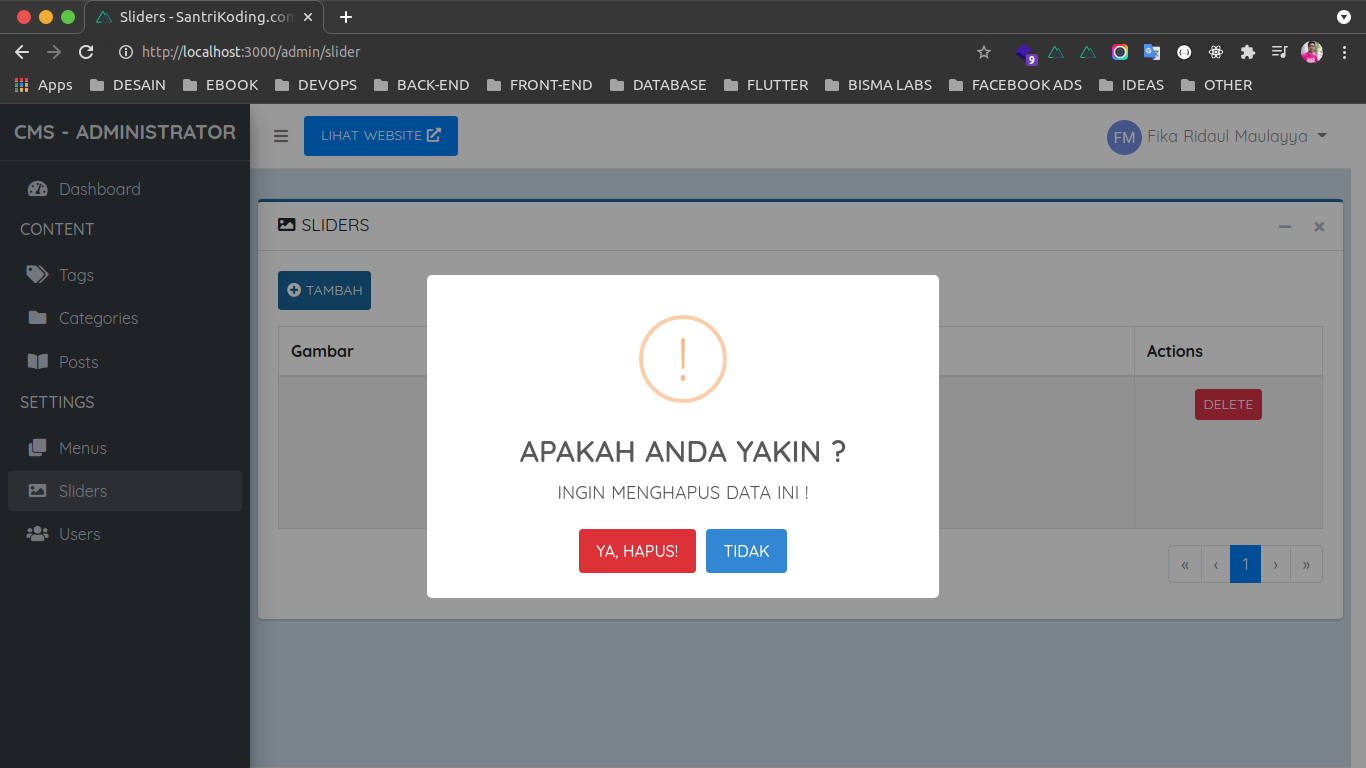 Sliders - SantriKoding.com
http://localhost:3000/admin/slider
9
Apps DESAIN EBOOK DEVOPS BACK-END FRONT-END DATABASE FLUTTER BISMA LABS FACEBOOK ADS IDEAS OTHER
CMS - ADMINISTRATOR
LIHAT WEBSITE
FM Fika Ridaul Maulayya
Dashboard
CONTENT
Tags
Categories
Posts
SETTINGS
Menus
Sliders
Users
SLIDERS
TAMBAH
Gambar Actions
DELETE
APAKAH ANDA YAKIN ?
INGIN MENGHAPUS DATA INI !
YA, HAPUS! TIDAK
« ‹ 1 › »